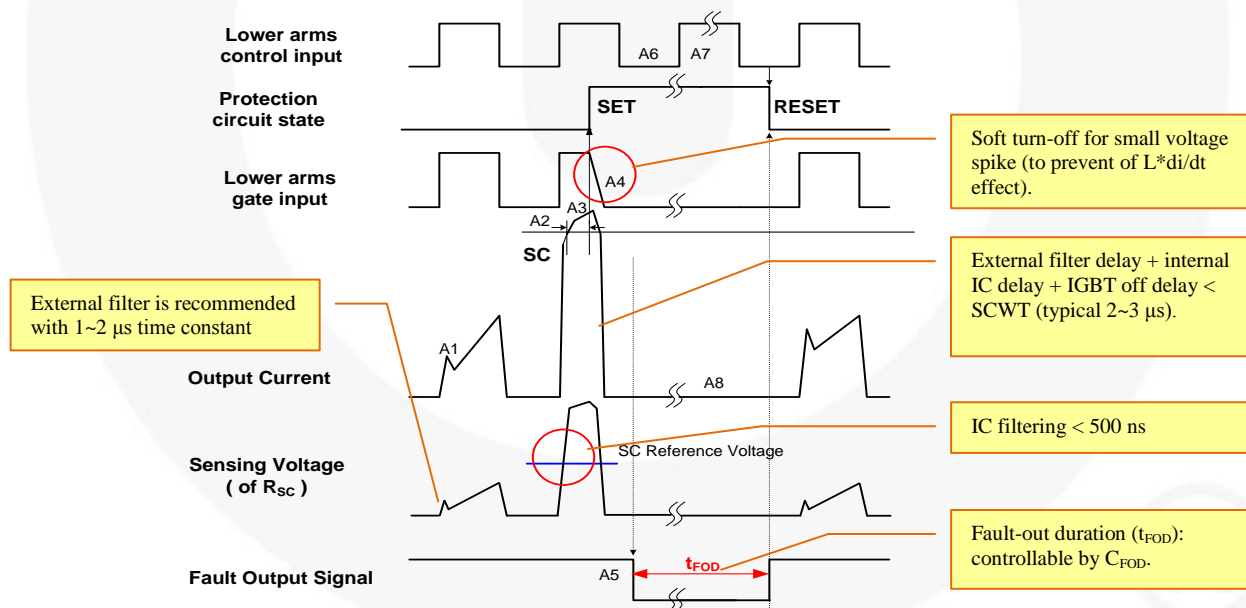 Lower arms
control input
A6
A7
Protection
circuit state
SET
RESET
Soft turn-off for small voltage
spike (to prevent of L*di/dt
effect).
Lower arms
gate input
A4
A3
A2
SC
External filter delay + internal
IC delay + IGBT off delay <
SCWT (typical 2~3 μs).
External filter is recommended
with 1~2 μs time constant
A1
Output Current
A8
IC filtering < 500 ns
SC Reference Voltage
Sensing Voltage
( of RSC )
Fault-out duration (tFOD):
controllable by CFOD.
Fault Output Signal
A5
tFOD